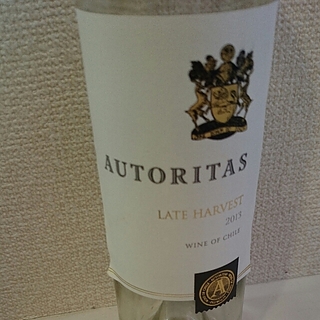 AUTORITAS
LATE HARVEST
2013
WINE OF CHILE
A